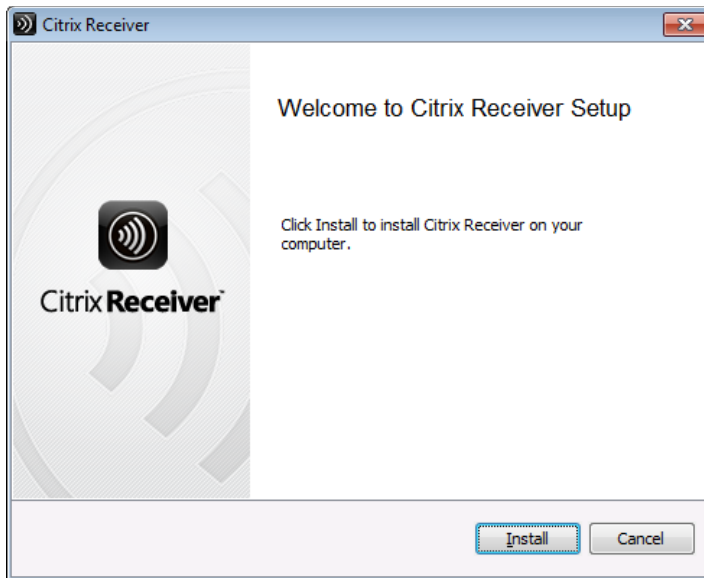 Citrix Receiver
Welcome to Citrix Receiver Setup
Click Install to install Citrix Receiver on your
computer.
Citrix Receiver™
Install
Cancel